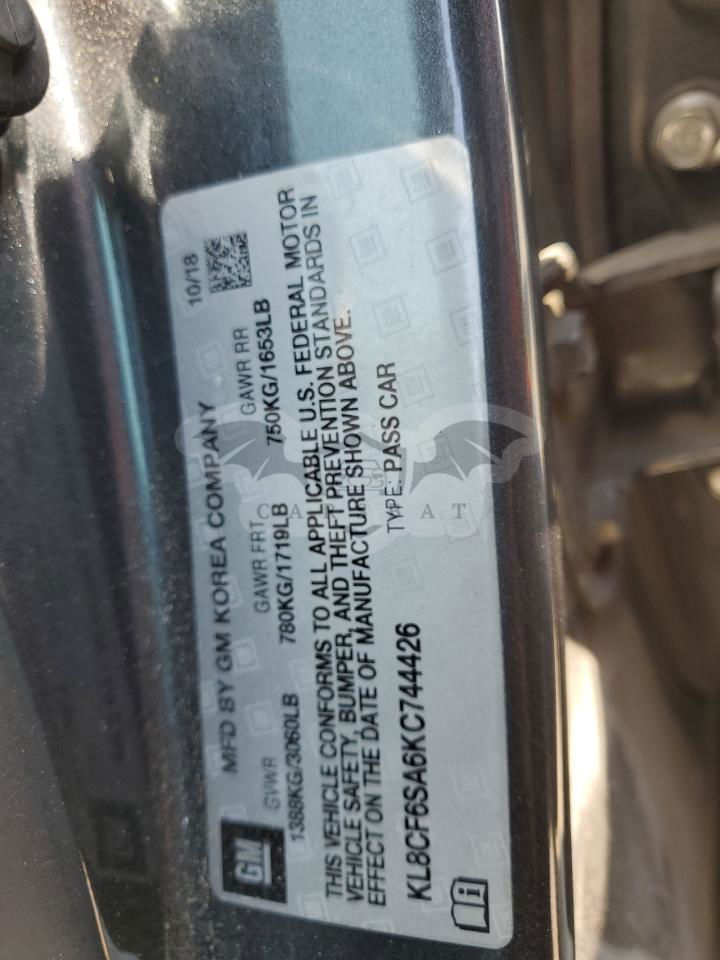 MFD BY GM KOREA COMPANY
10/18
GVWR
GAWR FRT
GAWR RR
1388KG/3060LB
780KG/1719LB
750KG/1653LB
THIS VEHICLE CONFORMS TO ALL APPLICABLE U.S. FEDERAL MOTOR
VEHICLE SAFETY, BUMPER, AND THEFT PREVENTION STANDARDS IN
EFFECT ON THE DATE OF MANUFACTURE SHOWN ABOVE.
KL8CF6SA6KC744426
TYPE: PASS CAR
GM